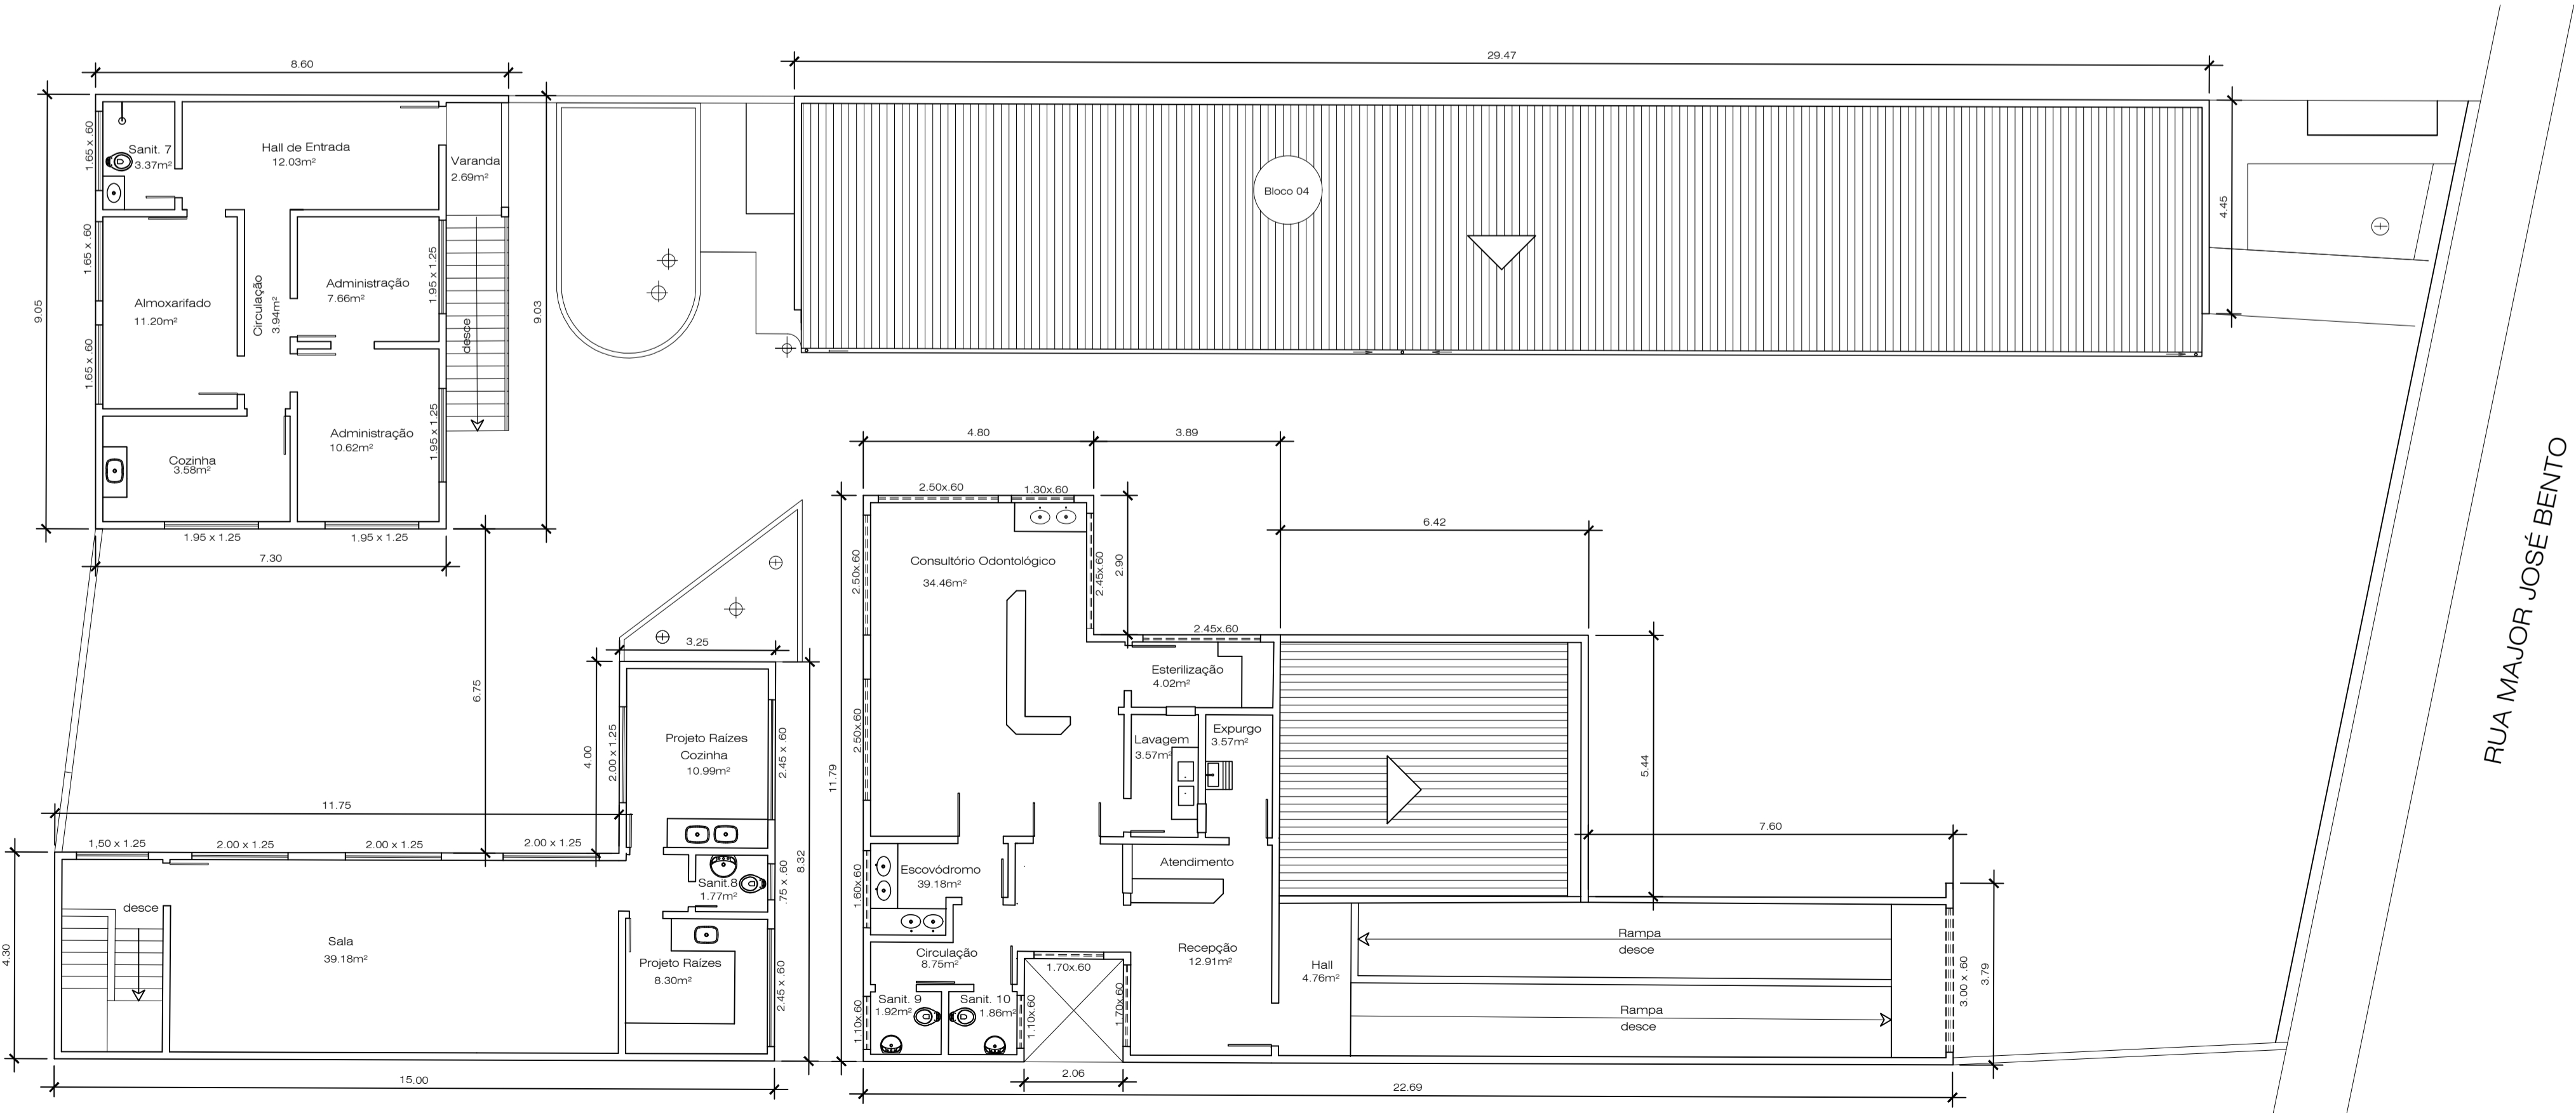 8.60
29.47
9.05
1.65 x .60
Sanit. 7
3.37m²
Hall de Entrada
12.03m²
Varanda
2.69m²
Bloco 04
4.45
1.65 x .60
Almoxarifado
11.20m²
Circulação
3.94m²
Administração
7.66m²
1.95 x 1.25
desce
9.03
1.65 x .60
Administração
10.62m²
1.95 x 1.25
Cozinha
3.58m²
1.95 x 1.25
1.95 x 1.25
7.30
RUA MAJOR JOSÉ BENTO
4.80
3.89
2.50x.60
1.30x.60
6.42
Consultório Odontológico
34.46m²
2.50x.60
2.45x.60
2.90
2.45x.60
6.75
3.25
Esterilização
4.02m²
4.00
2.00 x 1.25
Projeto Raízes
Cozinha
10.99m²
2.45 x .60
11.79
2.50x.60
Lavagem
3.57m²
Expurgo
3.57m²
5.44
11.75
7.60
1,50 x 1.25
2.00 x 1.25
2.00 x 1.25
2.00 x 1.25
8.32
Sanit.8
1.77m²
.75 x .60
1.60x.60
Escovódromo
39.18m²
Atendimento
desce
Sala
39.18m²
4.30
Projeto Raízes
8.30m²
2.45 x .60
Circulação
8.75m²
1.70x.60
Recepção
12.91m²
Hall
4.76m²
Rampa
desce
Rampa
desce
3.00 x .60
3.79
1.10x.60
Sanit. 9
1.92m²
Sanit. 10
1.86m²
1.10x.60
1.70x.60
15.00
2.06
22.69